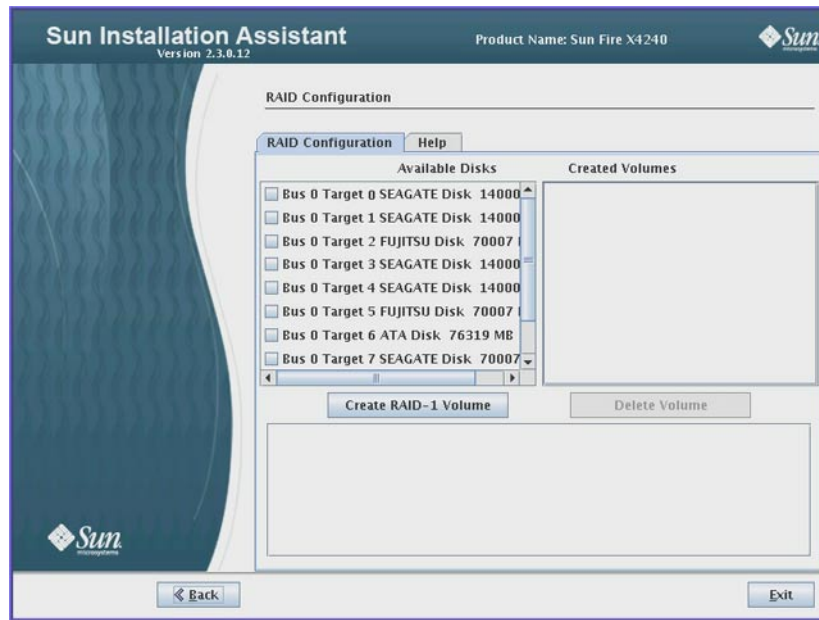 Sun Installation Assistant
Version 2.3.0.12
Product Name: Sun Fire X4240
Sun
microsystems
RAID Configuration
RAID Configuration
Help
Available Disks
Created Volumes
Bus 0 Target 0 SEAGATE Disk 14000
Bus 0 Target 1 SEAGATE Disk 14000
Bus 0 Target 2 FUJITSU Disk 70007
Bus 0 Target 3 SEAGATE Disk 14000
Bus 0 Target 4 SEAGATE Disk 14000
Bus 0 Target 5 FUJITSU Disk 70007
Bus 0 Target 6 ATA Disk 76319 MB
Bus 0 Target 7 SEAGATE Disk 70007
Create RAID-1 Volume
Delete Volume
Sun
microsystems
Back
Exit